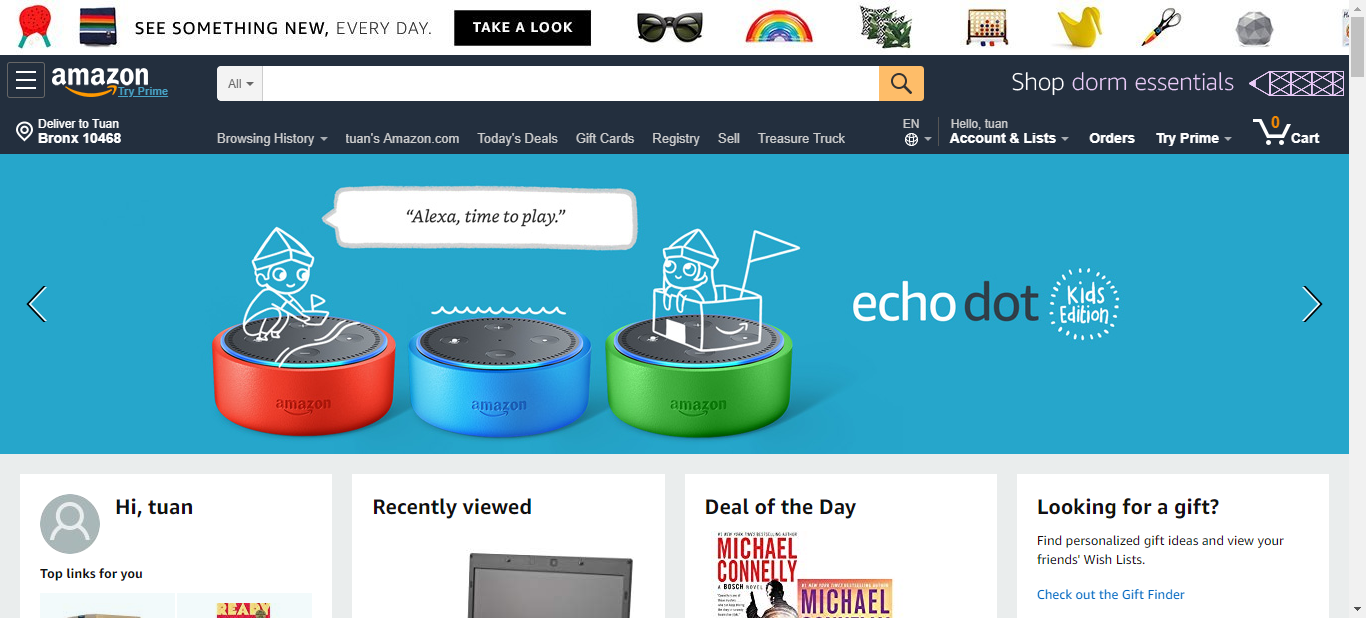 SEE SOMETHING NEW, EVERY DAY.
TAKE A LOOK
amazon
Try Prime
All
Shop dorm essentials
Deliver to Tuan
Bronx 10468
Browsing History
tuan's Amazon.com
Today's Deals
Gift Cards
Registry
Sell
Treasure Truck
EN
Hello, tuan
Account & Lists
Orders
Try Prime
0
Cart
“Alexa, time to play.”
echo dot
Kids
Edition
amazon
amazon
amazon
Hi, tuan
Top links for you
READY
Recently viewed
Deal of the Day
MICHAEL
CONNELLY
A BOSCH NOVEL
MICHAEL
Looking for a gift?
Find personalized gift ideas and view your
friends' Wish Lists.
Check out the Gift Finder